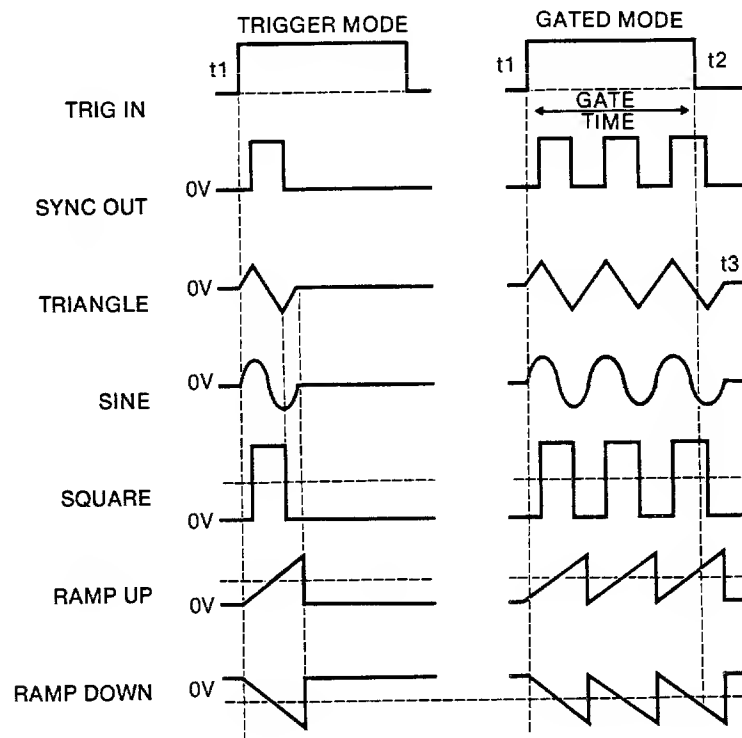 TRIGGER MODE
GATED MODE
t1
t1
t2
TRIG IN
GATE
TIME
0V
SYNC OUT
t3
0V
TRIANGLE
0V
SINE
SQUARE
0V
RAMP UP
0V
RAMP DOWN
0V